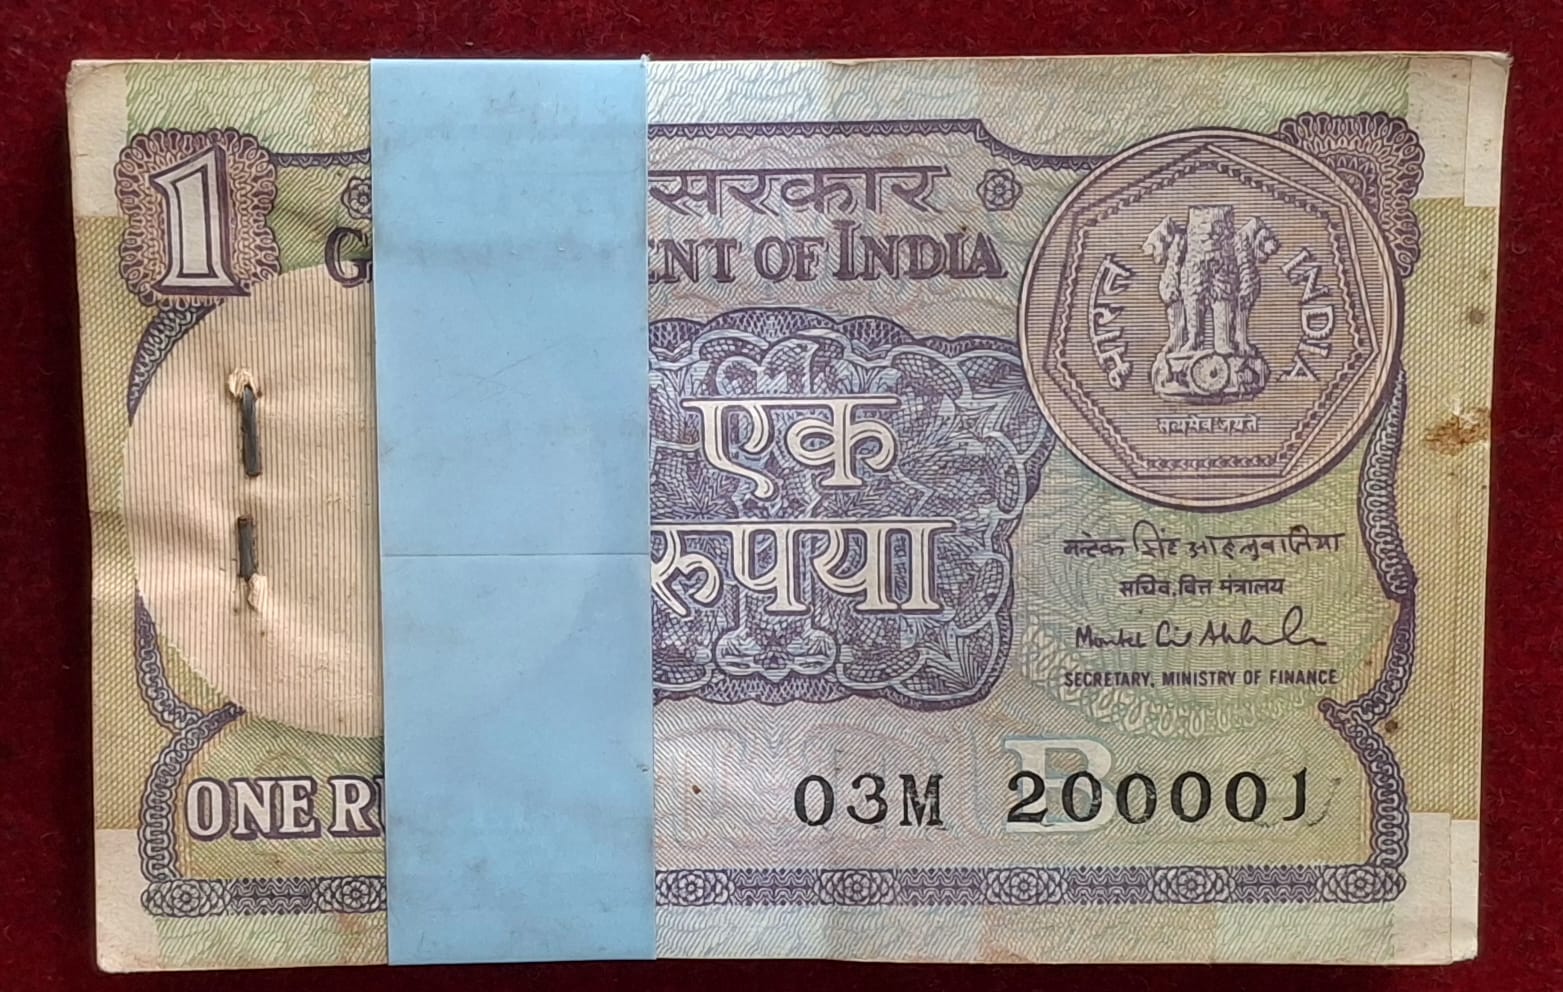 1
सरकार
G ENT OF INDIA
भारत INDIA
सत्यमेव जयते
एक
रुपया
मन्टेक सिंह आहलुवालिया
सचिव, वित्त मंत्रालय
SECRETARY, MINISTRY OF FINANCE
B
ONE R 03M 200001